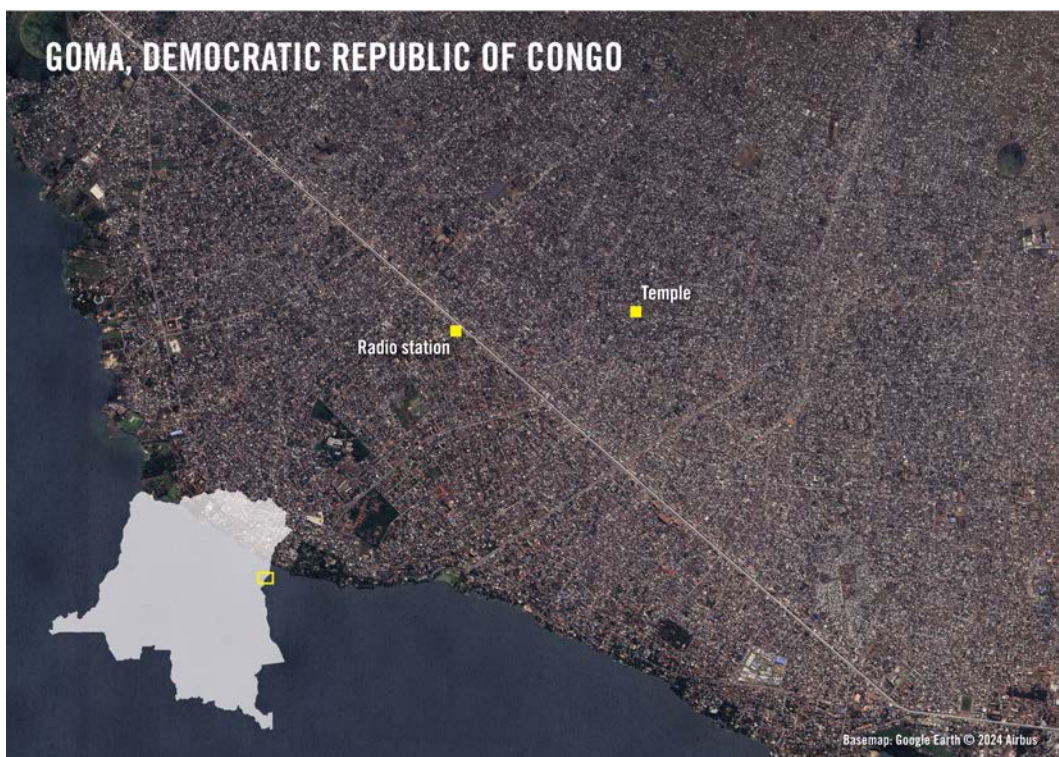 GOMA, DEMOCRATIC REPUBLIC OF CONGO
Temple
Radio station
Basemap: Google Earth © 2024 Airbus